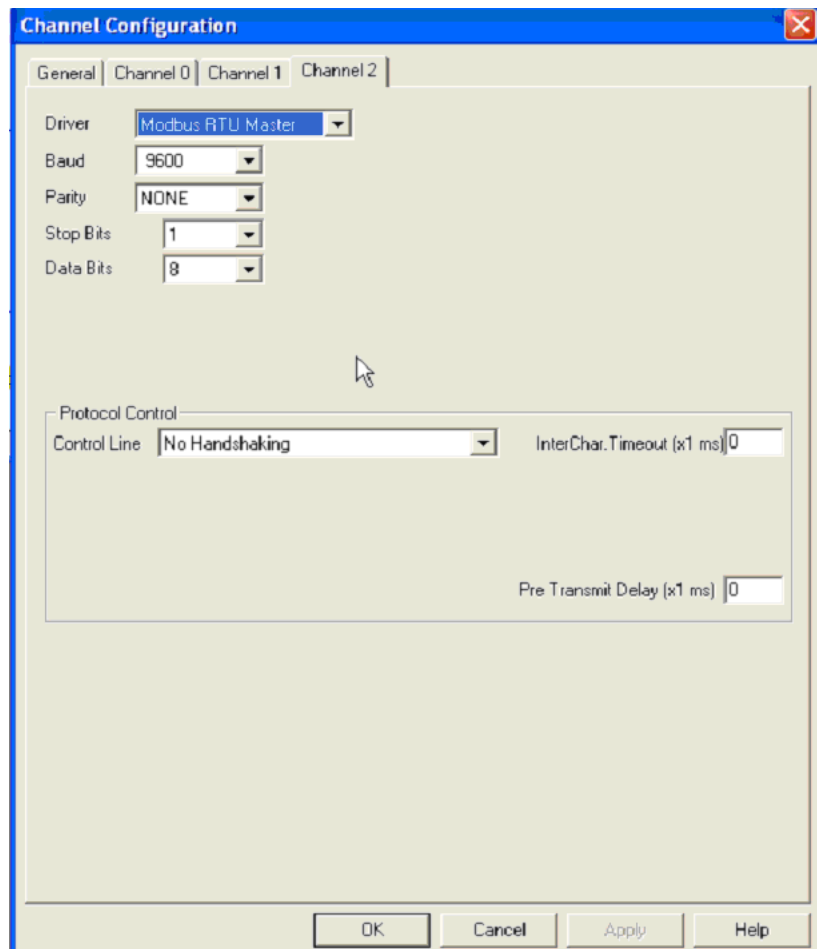 Channel Configuration
General Channel 0 Channel 1 Channel 2
Driver Modbus RTU Master
Baud 9600
Parity NONE
Stop Bits 1
Data Bits 8
Protocol Control
Control Line No Handshaking InterChar.Timeout (x1 ms) 0
Pre Transmit Delay (x1 ms) 0
OK Cancel Apply Help